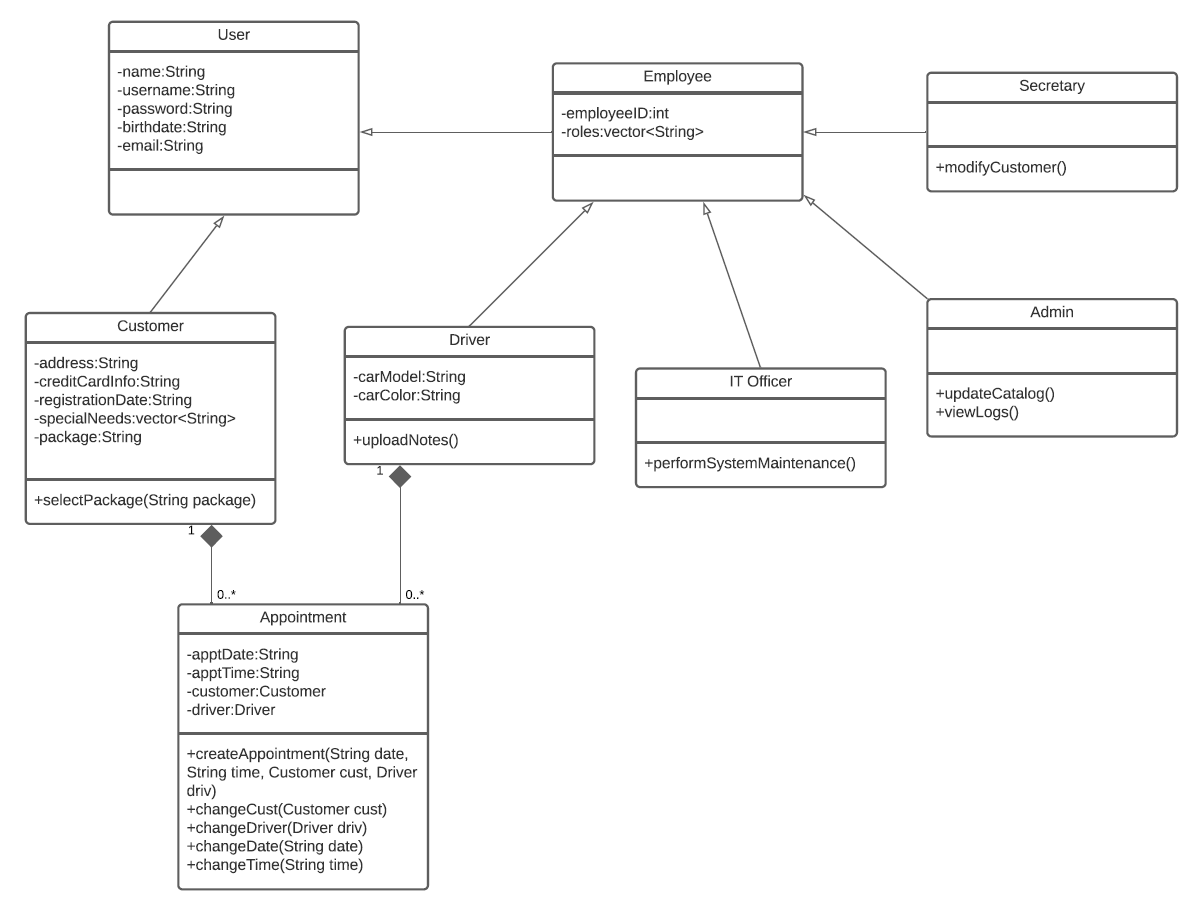 User
-name:String
-username:String
-password:String
-birthdate:String
-email:String
Employee
-employeeID:int
-roles:vector<String>
Secretary
+modifyCustomer()
Customer
-address:String
-creditCardInfo:String
-registrationDate:String
-specialNeeds:vector<String>
-package:String
+selectPackage(String package)
1
0..*
Driver
-carModel:String
-carColor:String
+uploadNotes()
1
0..*
IT Officer
+performSystemMaintenance()
Admin
+updateCatalog()
+viewLogs()
Appointment
-apptDate:String
-apptTime:String
-customer:Customer
-driver:Driver
+createAppointment(String date,
String time, Customer cust, Driver
driv)
+changeCust(Customer cust)
+changeDriver(Driver driv)
+changeDate(String date)
+changeTime(String time)